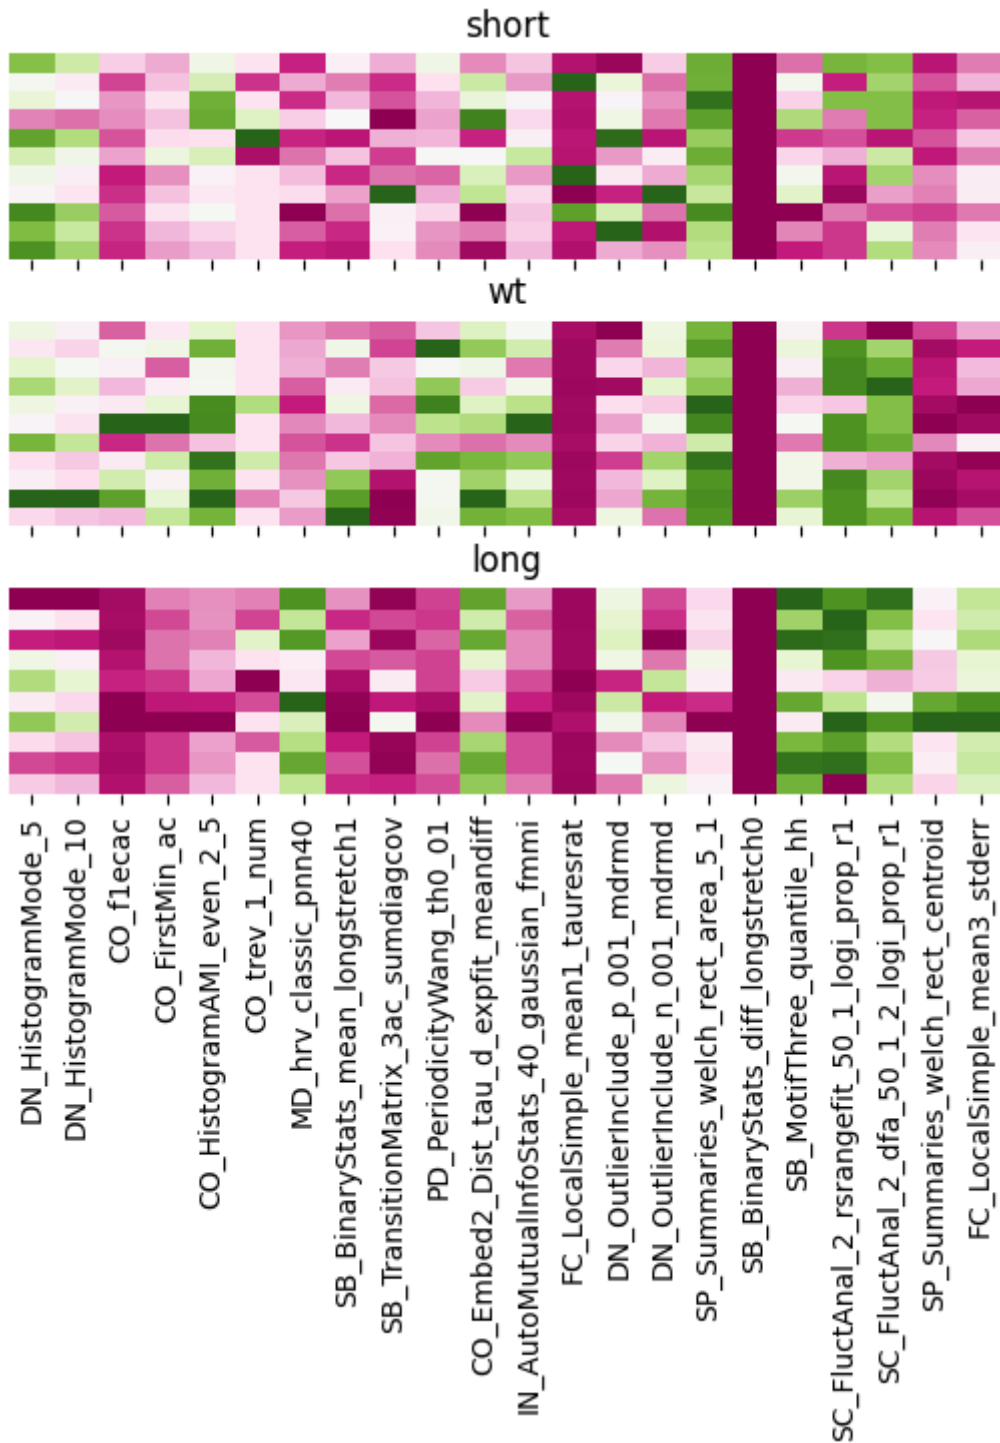 short
wt
long
DN_HistogramMode_5
DN_HistogramMode_10
CO_f1ecac
CO_FirstMin_ac
CO_HistogramAMI_even_2_5
CO_trev_1_num
MD_hrv_classic_pnn40
SB_BinaryStats_mean_longstretch1
SB_TransitionMatrix_3ac_sumdiagcov
PD_PeriodicityWang_th0_01
CO_Embed2_Dist_tau_d_expfit_meandiff
IN_AutoMutualInfoStats_40_gaussian_fmmi
FC_LocalSimple_mean1_tauresrat
DN_OutlierInclude_p_001_mdrmd
DN_OutlierInclude_n_001_mdrmd
SP_Summaries_welch_rect_area_5_1
SB_BinaryStats_diff_longstretch0
SB_MotifThree_quantile_hh
SC_FluctAnal_2_rsrangefit_50_1_logi_prop_r1
SC_FluctAnal_2_dfa_50_1_2_logi_prop_r1
SP_Summaries_welch_rect_centroid
FC_LocalSimple_mean3_stderr